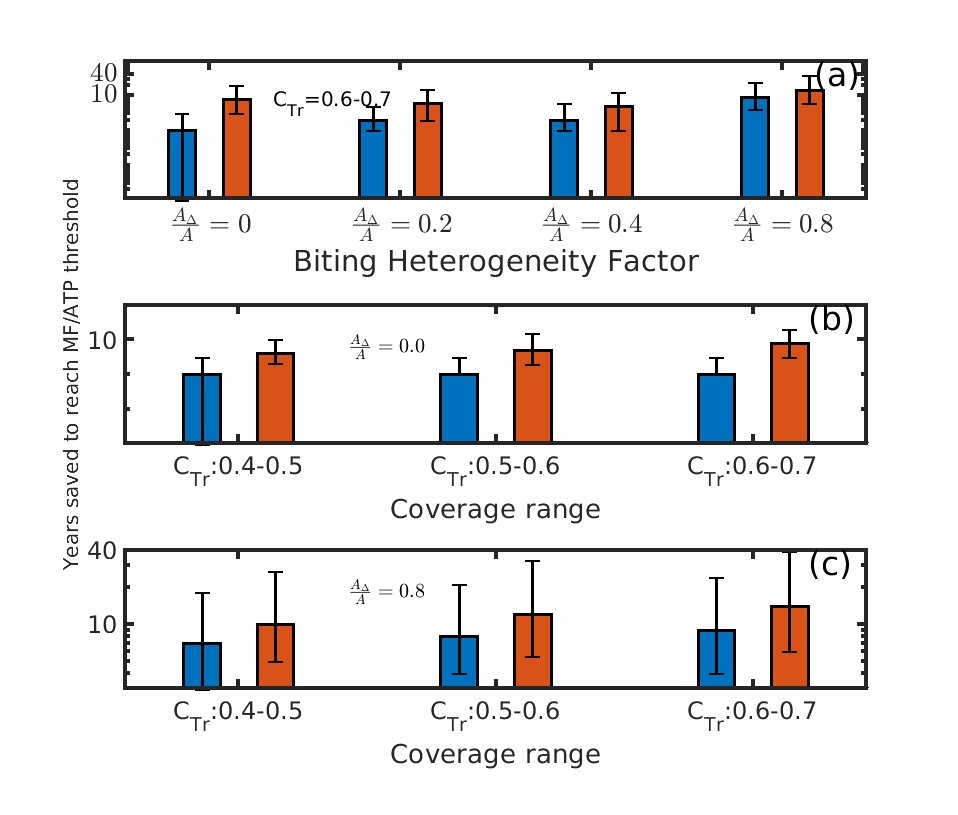 Years saved to reach MF/ATP threshold
(a)
40
10
C_Tr=0.6-0.7
A_Δ/A = 0 A_Δ/A = 0.2 A_Δ/A = 0.4 A_Δ/A = 0.8
Biting Heterogeneity Factor
(b)
10
A_Δ/A = 0.0
C_Tr:0.4-0.5 C_Tr:0.5-0.6 C_Tr:0.6-0.7
Coverage range
40
(c)
A_Δ/A = 0.8
10
C_Tr:0.4-0.5 C_Tr:0.5-0.6 C_Tr:0.6-0.7
Coverage range